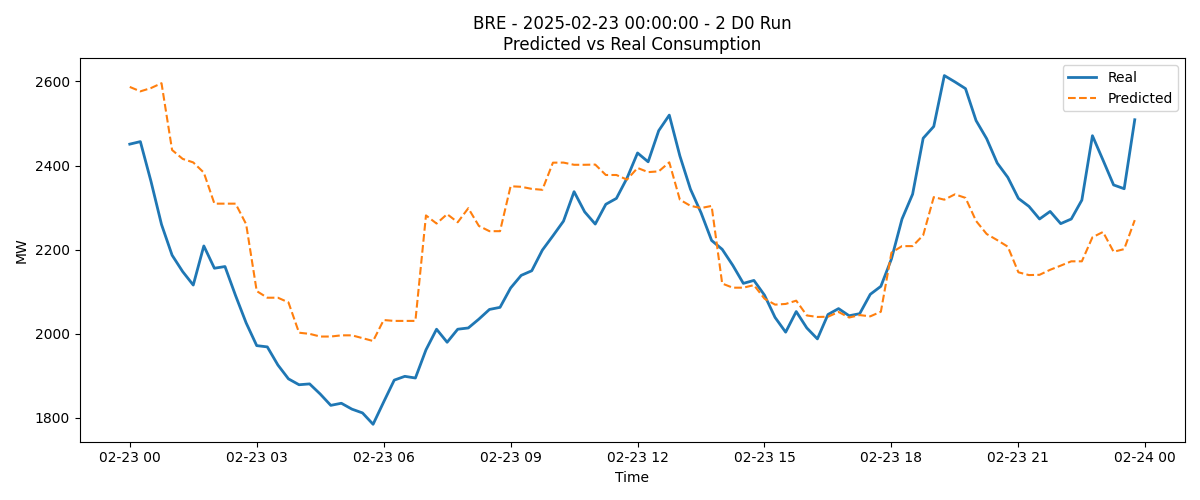 BRE - 2025-02-23 00:00:00 - 2 D0 Run
Predicted vs Real Consumption
Real
Predicted
2600
2400
2200
2000
1800
MW
02-23 00 02-23 03 02-23 06 02-23 09 02-23 12 02-23 15 02-23 18 02-23 21 02-24 00
Time